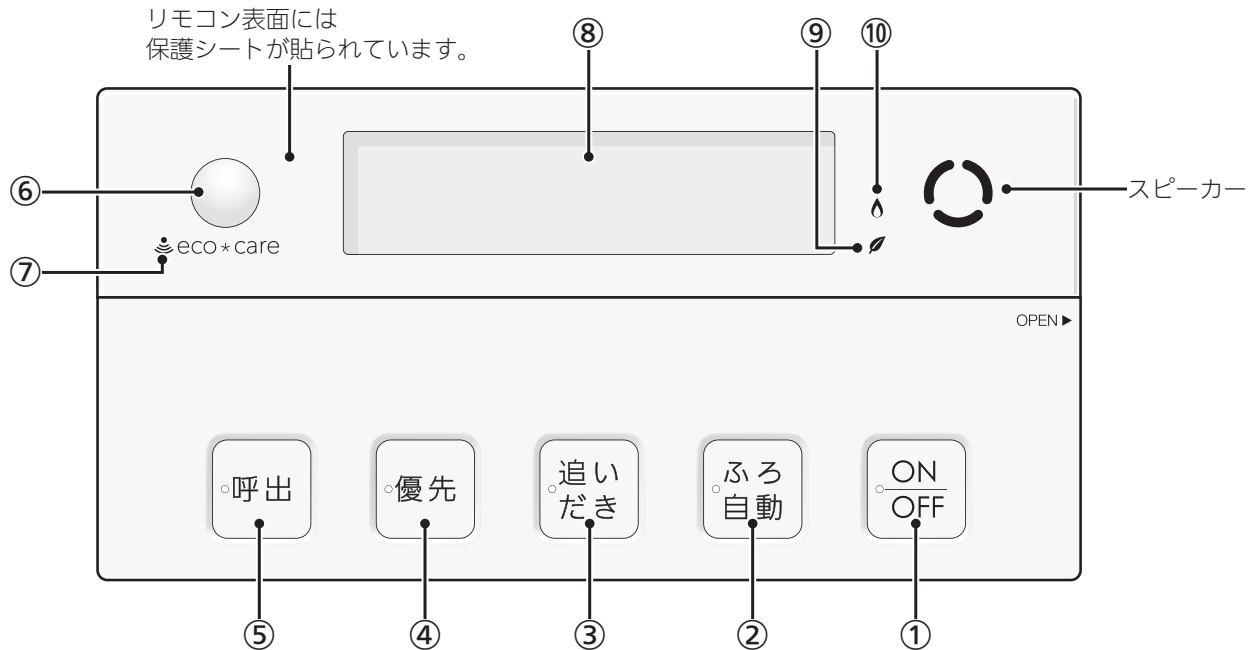 リモコン表面には
保護シートが貼られています。
⑧
⑨
⑩
⑥
スピーカー
eco*care
⑦
OPEN▶
呼出
優先
追い
だき
ふろ
自動
ON
OFF
⑤
④
③
②
①